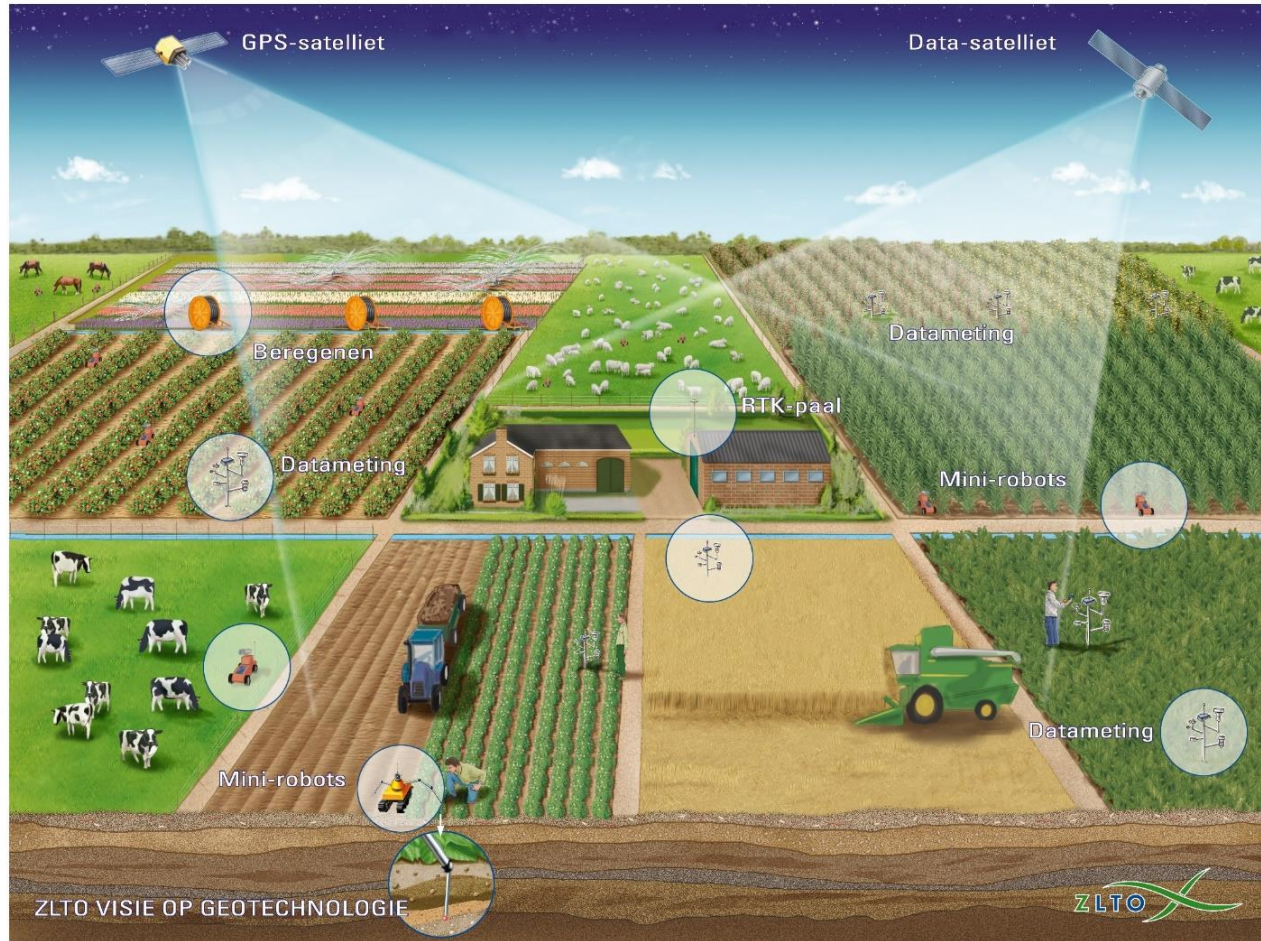 GPS-satelliet
Data-satelliet
Datameting
Beregenen
RTK-paal
Datameting
Mini-robots
Datameting
Mini-robots
ZLTO VISIE OP GEOTECHNOLOGIE
ZLTO